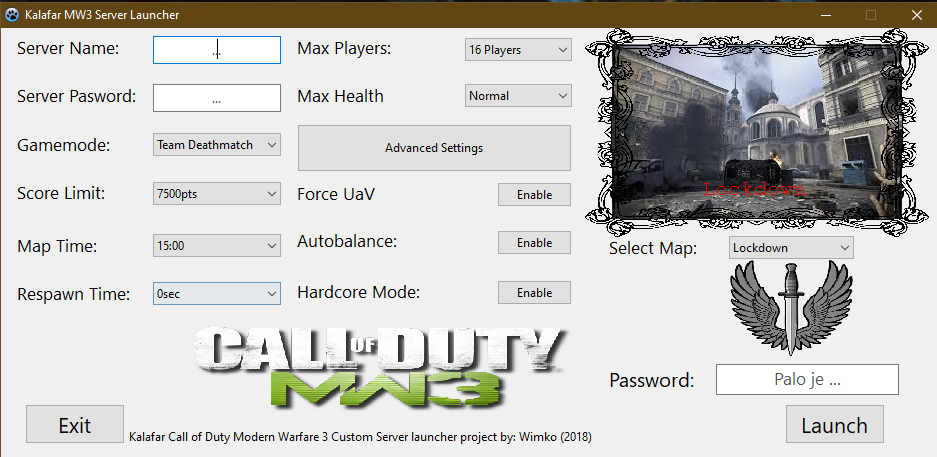 Kalafar MW3 Server Launcher
Server Name:
...
Max Players:
16 Players
Server Pasword:
...
Max Health
Normal
Gamemode:
Team Deathmatch
Advanced Settings
Score Limit:
7500pts
Force UaV
Enable
Lockdown
Map Time:
15:00
Autobalance:
Enable
Select Map:
Lockdown
Respawn Time:
0sec
Hardcore Mode:
Enable
CALL OF DUTY
MW3
Password:
Palo je ...
Exit
Kalafar Call of Duty Modern Warfare 3 Custom Server launcher project by: Wimko (2018)
Launch